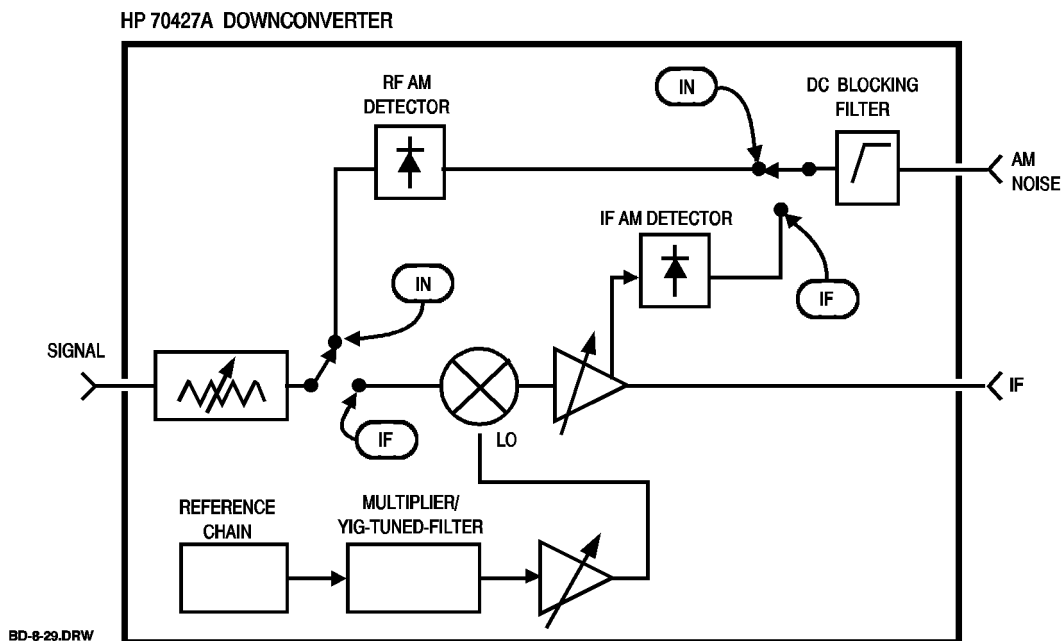 HP 70427A DOWNCONVERTER
RF AM
DETECTOR
IN
DC BLOCKING
FILTER
AM
NOISE
IF AM DETECTOR
IN
IF
SIGNAL
IF
LO
IF
REFERENCE
CHAIN
MULTIPLIER/
YIG-TUNED-FILTER
BD-8-29.DRW